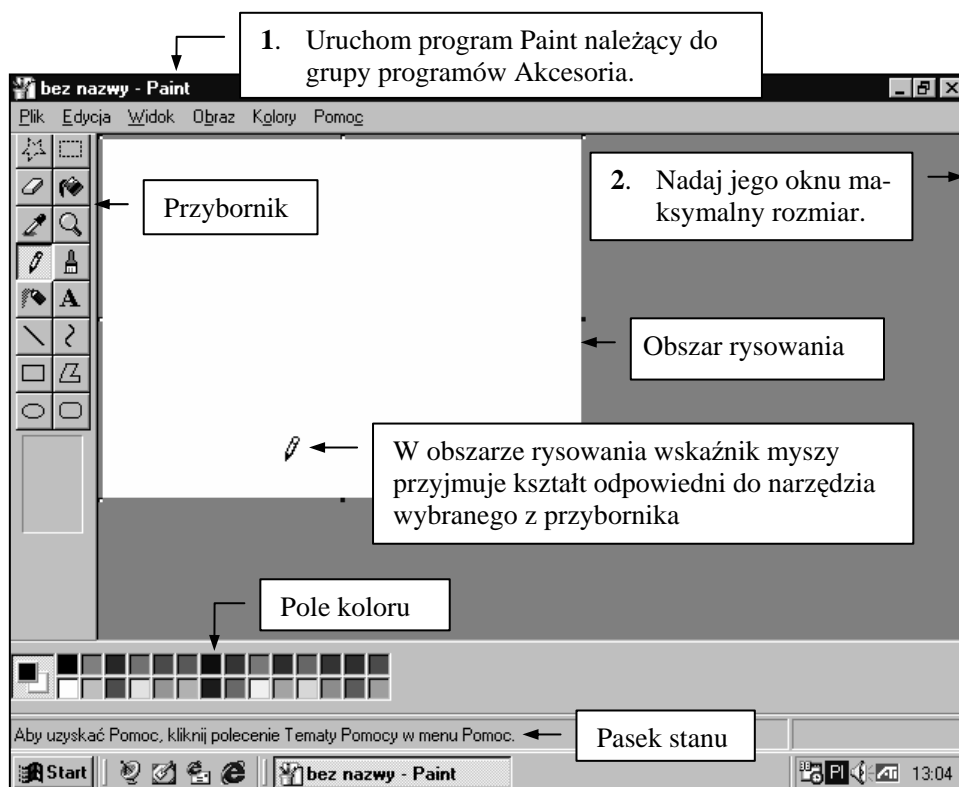 1. Uruchom program Paint należący do
grupy programów Akcesoria.
bez nazwy - Paint
Plik Edycja Widok Obraz Kolory Pomoc
2. Nadaj jego oknu ma-
ksymalny rozmiar.
Przybornik
A
Obszar rysowania
W obszarze rysowania wskaźnik myszy
przyjmuje kształt odpowiedni do narzędzia
wybranego z przybornika
Pole koloru
Aby uzyskać Pomoc, kliknij polecenie Tematy Pomocy w menu Pomoc.
Pasek stanu
Start
bez nazwy - Paint
Pl
13:04